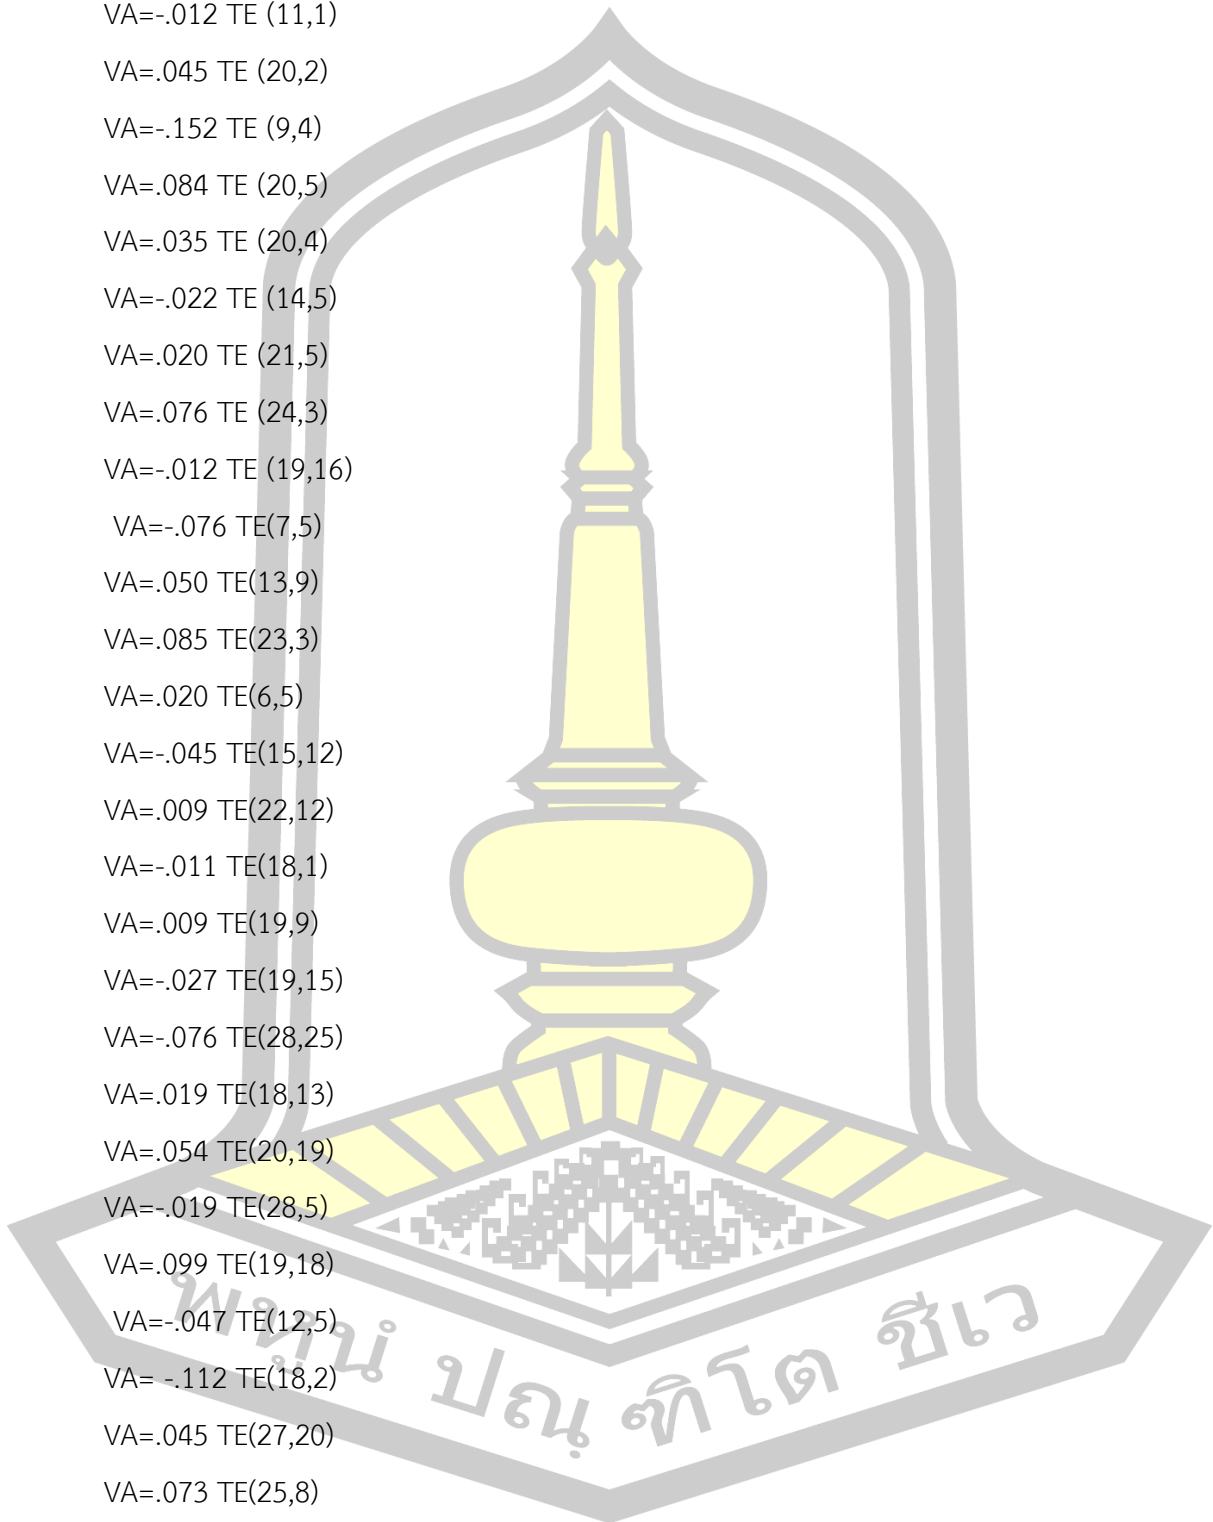 VA=-.012 TE (11,1)
VA=.045 TE (20,2)
VA=-.152 TE (9,4)
VA=.084 TE (20,5)
VA=.035 TE (20,4)
VA=-.022 TE (14,5)
VA=.020 TE (21,5)
VA=.076 TE (24,3)
VA=-.012 TE (19,16)
VA=-.076 TE(7,5)
VA=.050 TE(13,9)
VA=.085 TE(23,3)
VA=.020 TE(6,5)
VA=-.045 TE(15,12)
VA=.009 TE(22,12)
VA=-.011 TE(18,1)
VA=.009 TE(19,9)
VA=-.027 TE(19,15)
VA=-.076 TE(28,25)
VA=.019 TE(18,13)
VA=.054 TE(20,19)
VA=-.019 TE(28,5)
VA=.099 TE(19,18)
VA=-.047 TE(12,5)
VA= -.112 TE(18,2)
VA=.045 TE(27,20)
VA=.073 TE(25,8)
พหูนํ ปณฺ ฑิโต ชีเว